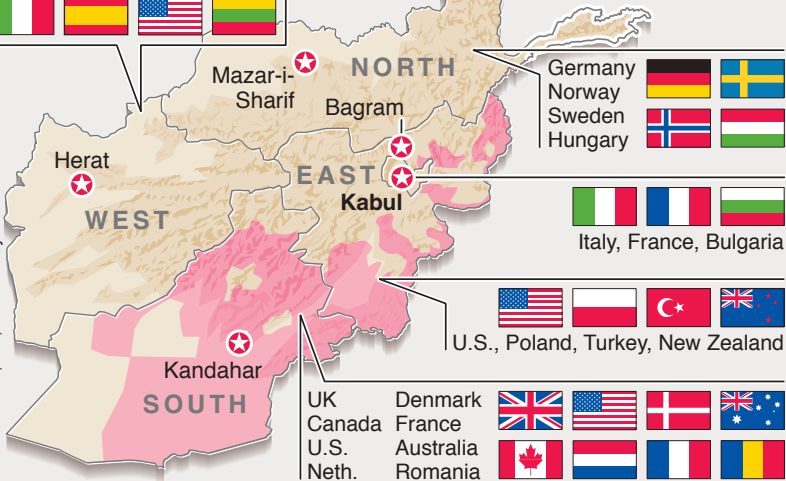 Mazar-i-
Sharif
NORTH
Bagram
Herat
EAST
Kabul
WEST
Kandahar
SOUTH
Germany
Norway
Sweden
Hungary
Italy, France, Bulgaria
U.S., Poland, Turkey, New Zealand
UK Denmark
Canada France
U.S. Australia
Neth. Romania